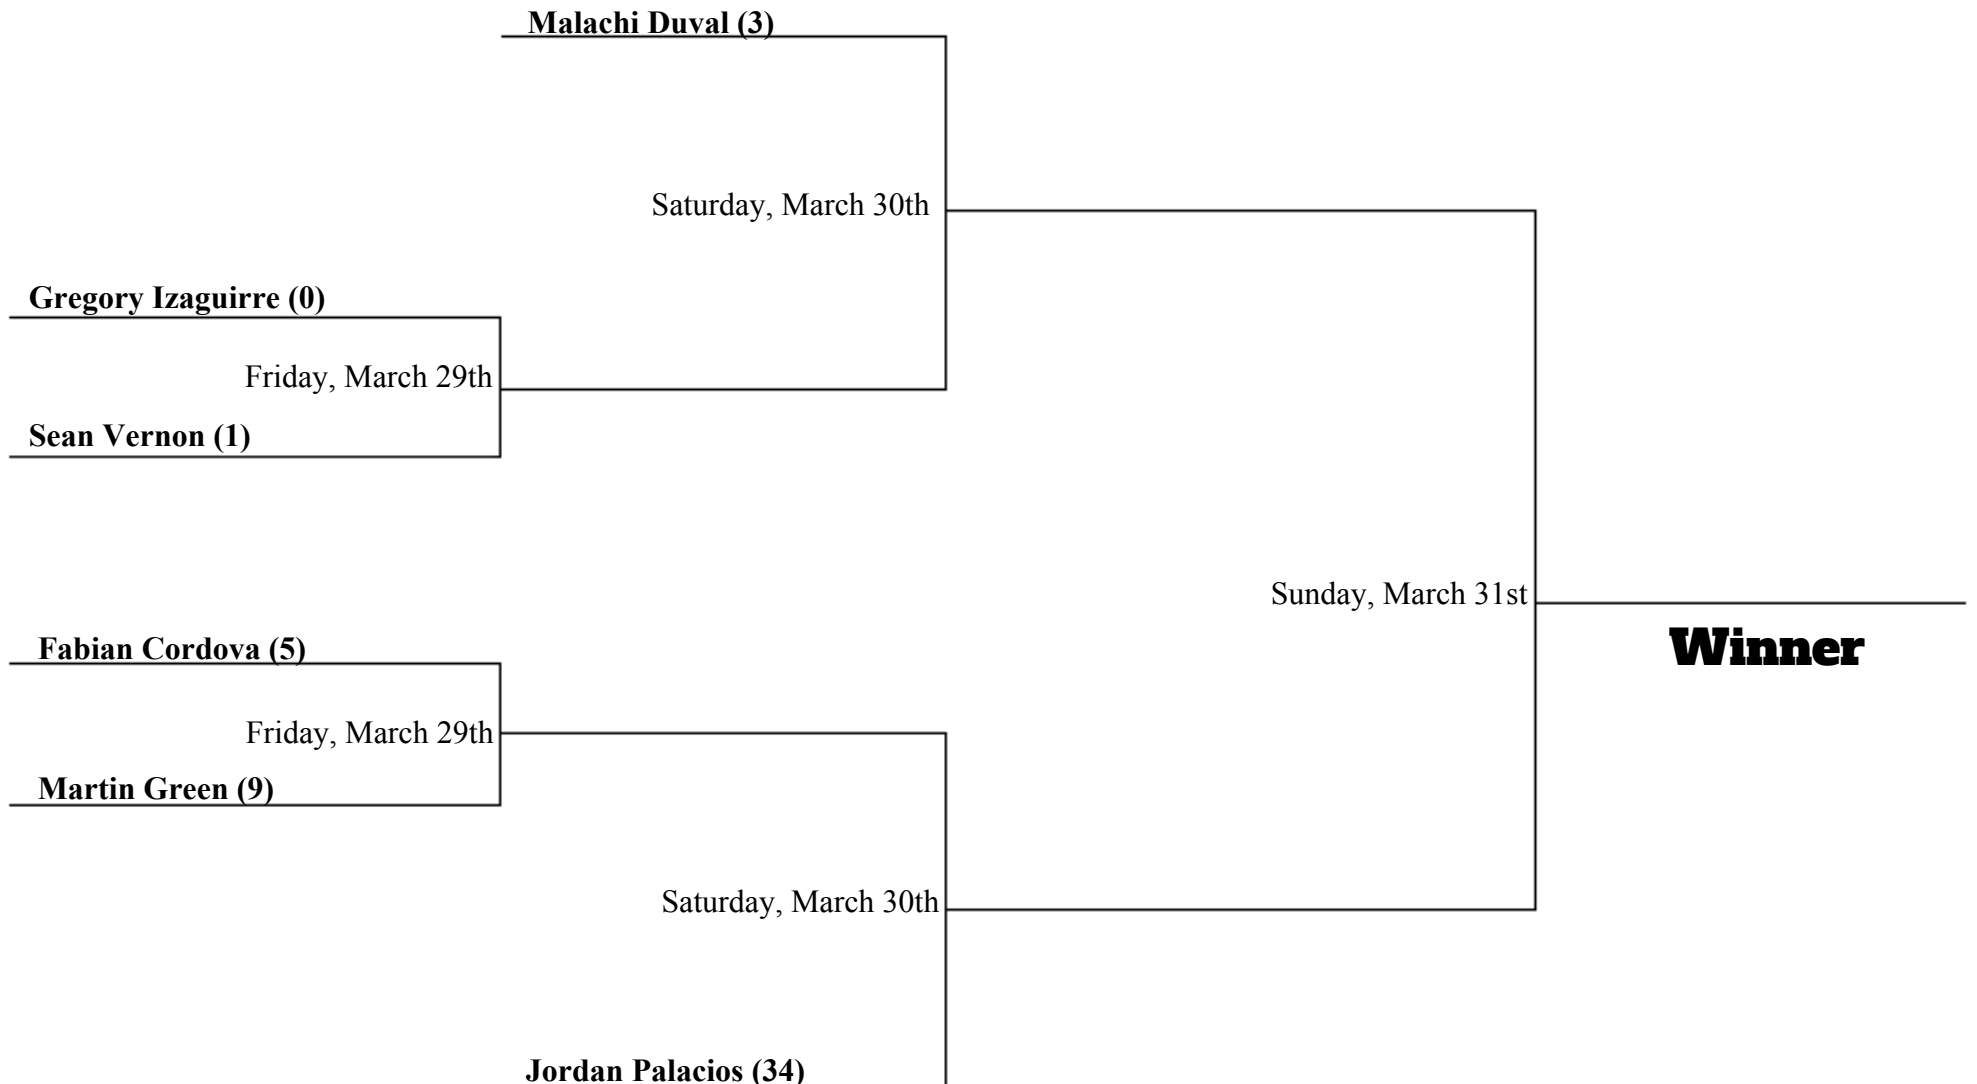 Malachi Duval (3)
Saturday, March 30th
Gregory Izaguirre (0)
Friday, March 29th
Sean Vernon (1)
Sunday, March 31st
Winner
Fabian Cordova (5)
Friday, March 29th
Martin Green (9)
Saturday, March 30th
Jordan Palacios (34)